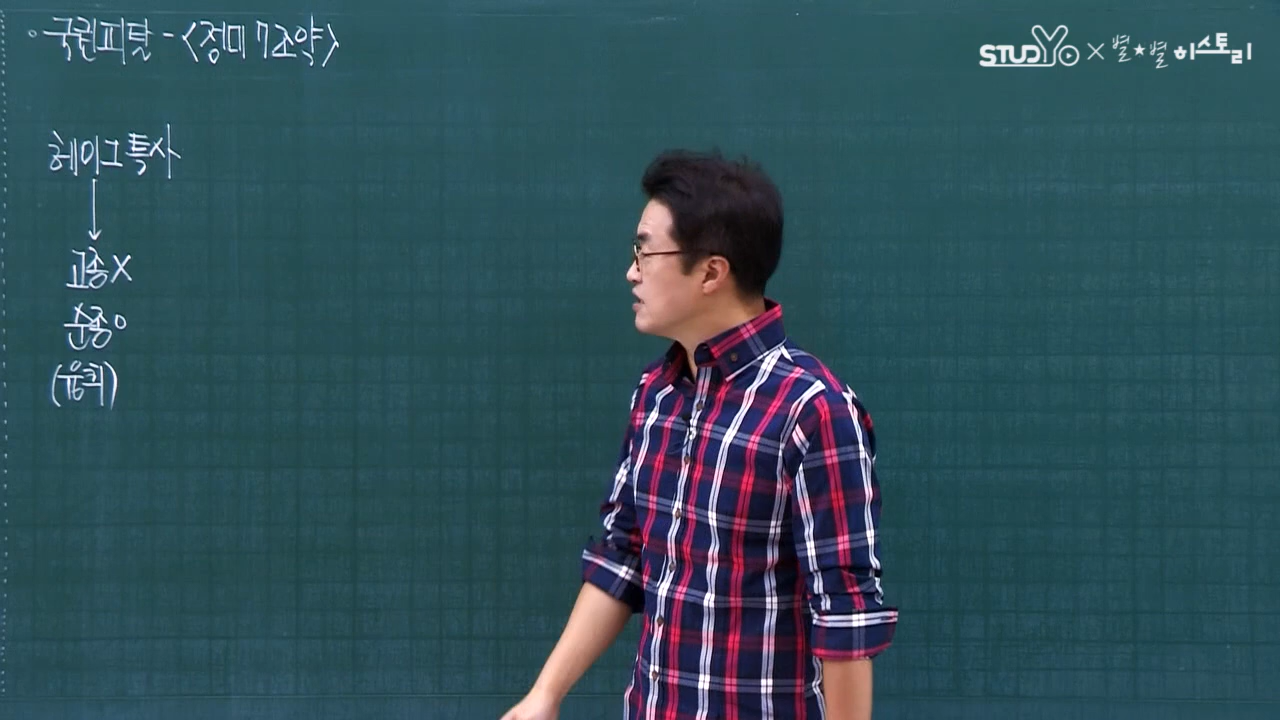 · 국권피탈 - <정미 7조약>
STUDYo × 별★별 히스토리
헤이그 특사
↓
고종 X
순종 o
(융희)